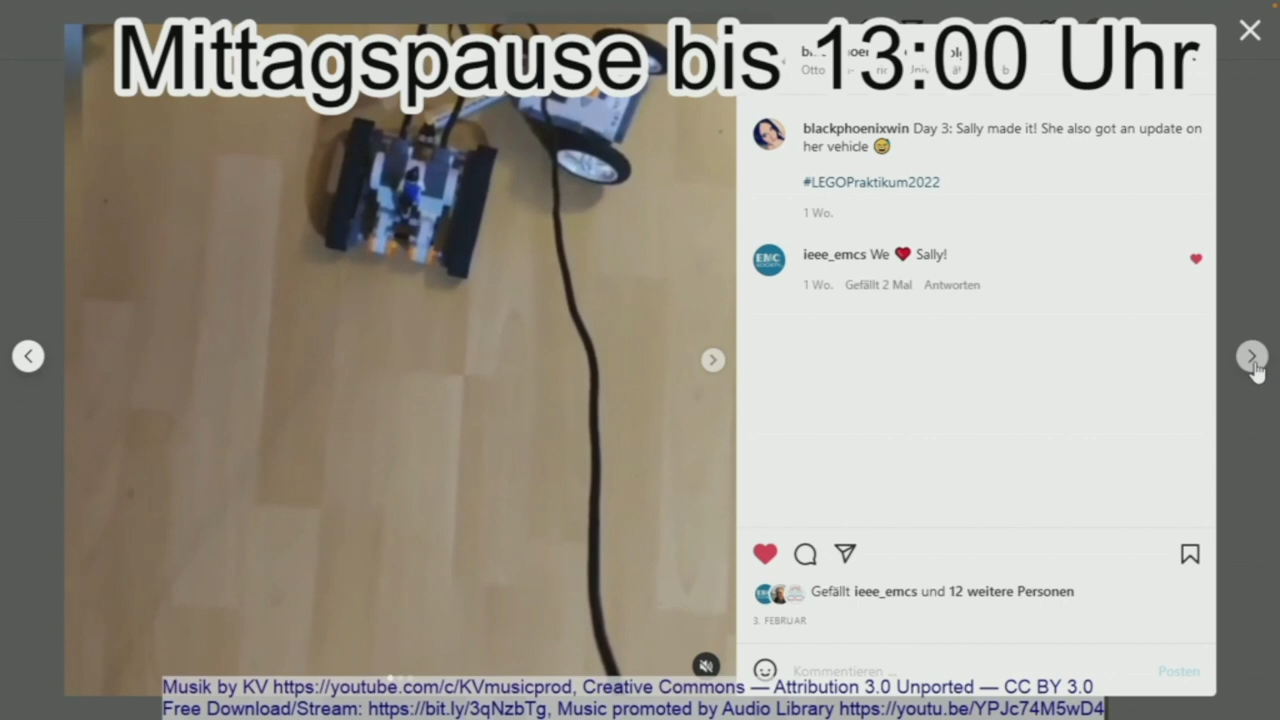 Mittagspause bis 13:00 Uhr
Otto
blackphoenixwin Day 3: Sally made it! She also got an update on
her vehicle 😅
#LEGOPraktikum2022
1 Wo.
EMC
ieee_emcs We ❤ Sally!
1 Wo. Gefällt 2 Mal Antworten
Gefällt ieee_emcs und 12 weitere Personen
3. FEBRUAR
Kommentieren ...
Posten
Musik by KV https://youtube.com/c/KVmusicprod, Creative Commons — Attribution 3.0 Unported — CC BY 3.0
Free Download/Stream: https://bit.ly/3qNzbTg, Music promoted by Audio Library https://youtu.be/YPJc74M5wD4